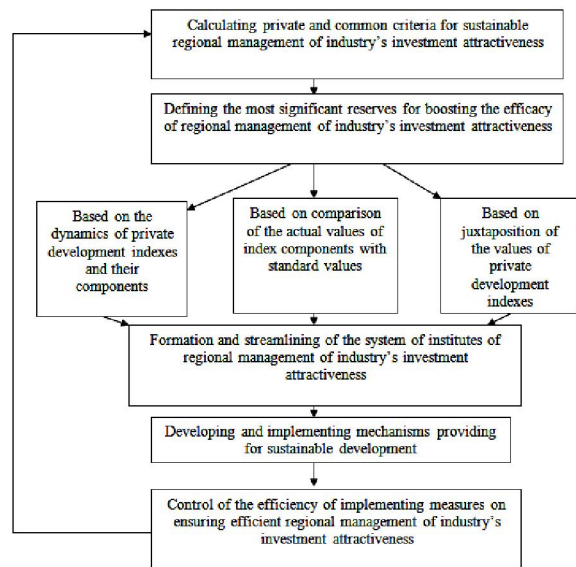 Calculating private and common criteria for sustainable
regional management of industry's investment attractiveness
Defining the most significant reserves for boosting the efficacy
of regional management of industry's investment attractiveness
Based on the
dynamics of private
development indexes
and their
components
Based on comparison
of the actual values of
index components with
standard values
Based on
juxtaposition of
the values of
private
development
indexes
Formation and streamlining of the system of institutes of
regional management of industry's investment
attractiveness
Developing and implementing mechanisms providing
for sustainable development
Control of the efficiency of implementing measures on
ensuring efficient regional management of industry's
investment attractiveness